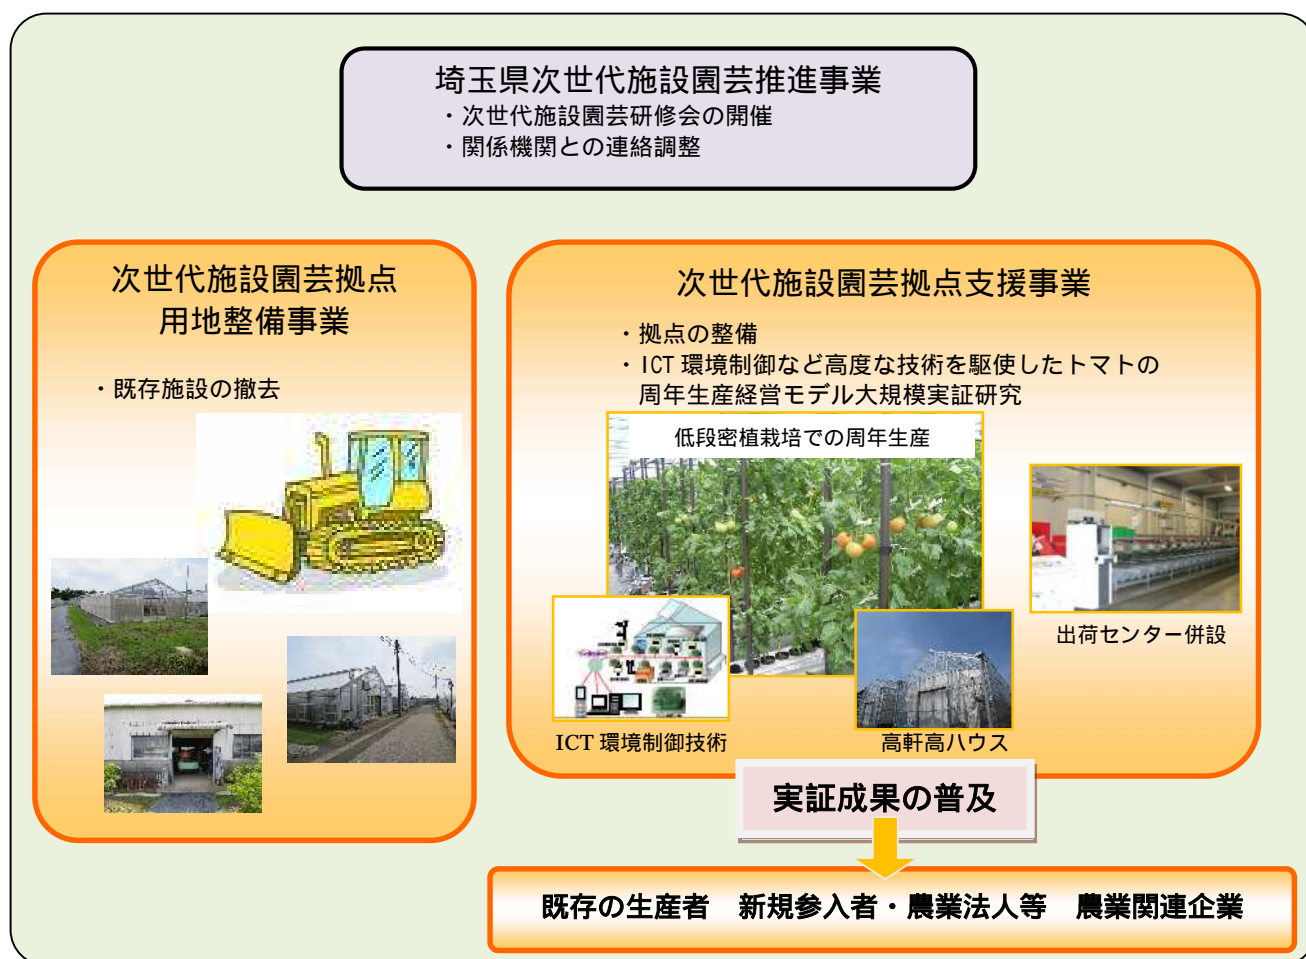 埼玉県次世代施設園芸推進事業
・次世代施設園芸研修会の開催
・関係機関との連絡調整
次世代施設園芸拠点
用地整備事業
・既存施設の撤去
次世代施設園芸拠点支援事業
・拠点の整備
・ICT 環境制御など高度な技術を駆使したトマトの
周年生産経営モデル大規模実証研究
低段密植栽培での周年生産
出荷センター併設
ICT 環境制御技術
高軒高ハウス
実証成果の普及
既存の生産者　新規参入者・農業法人等　農業関連企業